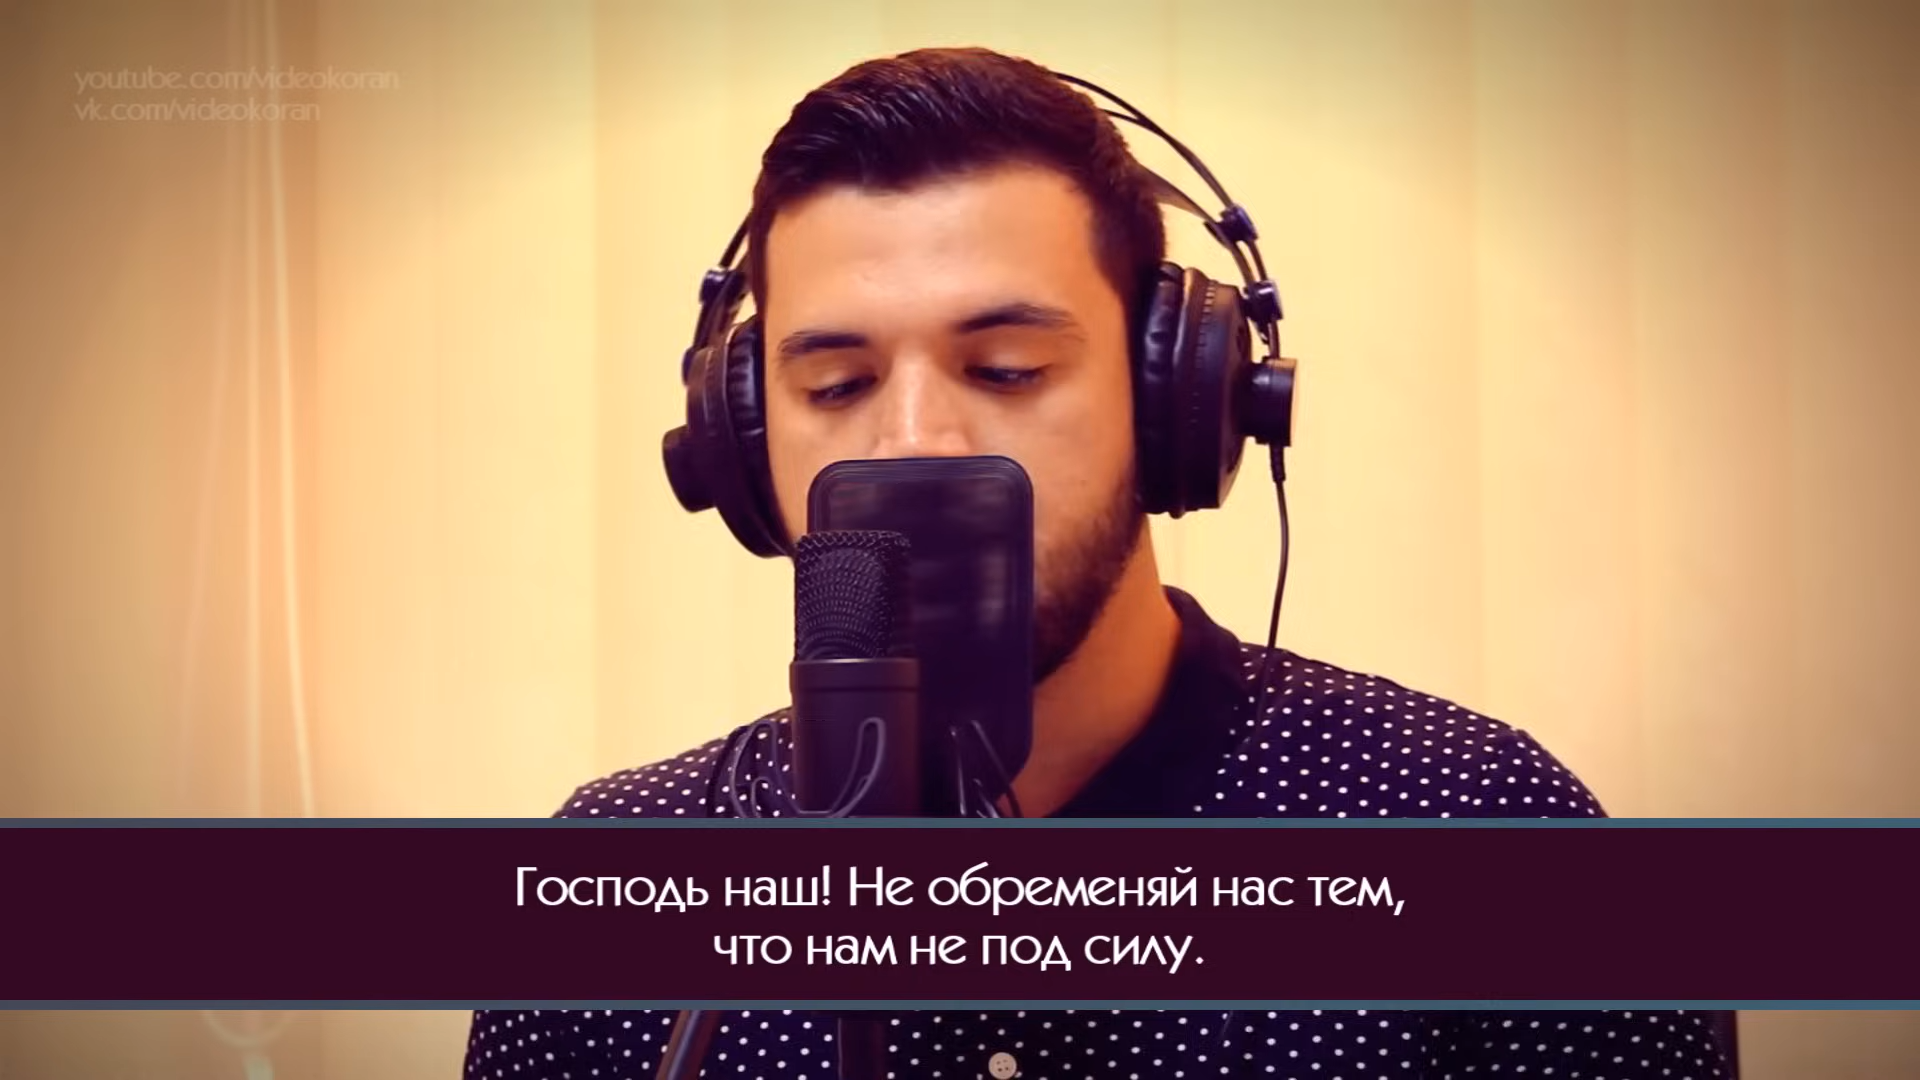 youtube.com/videokoran
vk.com/videokoran
Господь наш! Не обременяй нас тем,
что нам не под силу.